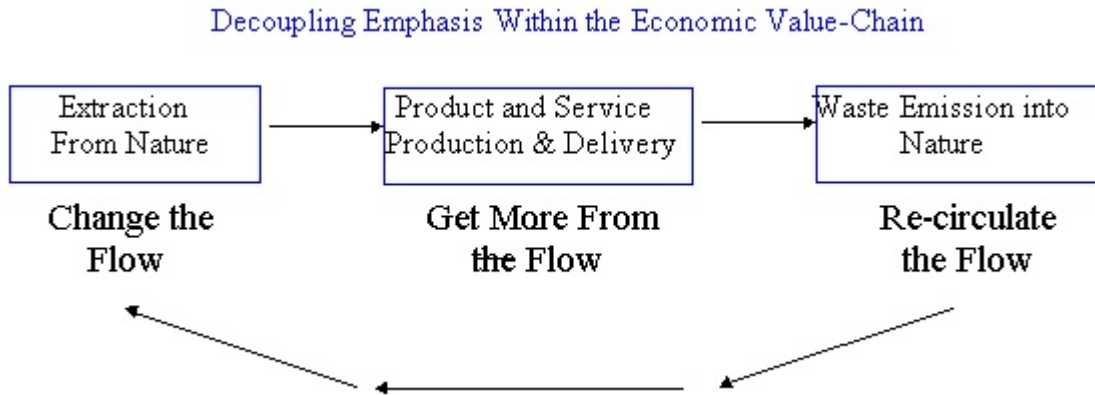 Decoupling Emphasis Within the Economic Value-Chain
Extraction
From Nature
Product and Service
Production & Delivery
Waste Emission into
Nature
Change the
Flow
Get More From
the Flow
Re-circulate
the Flow